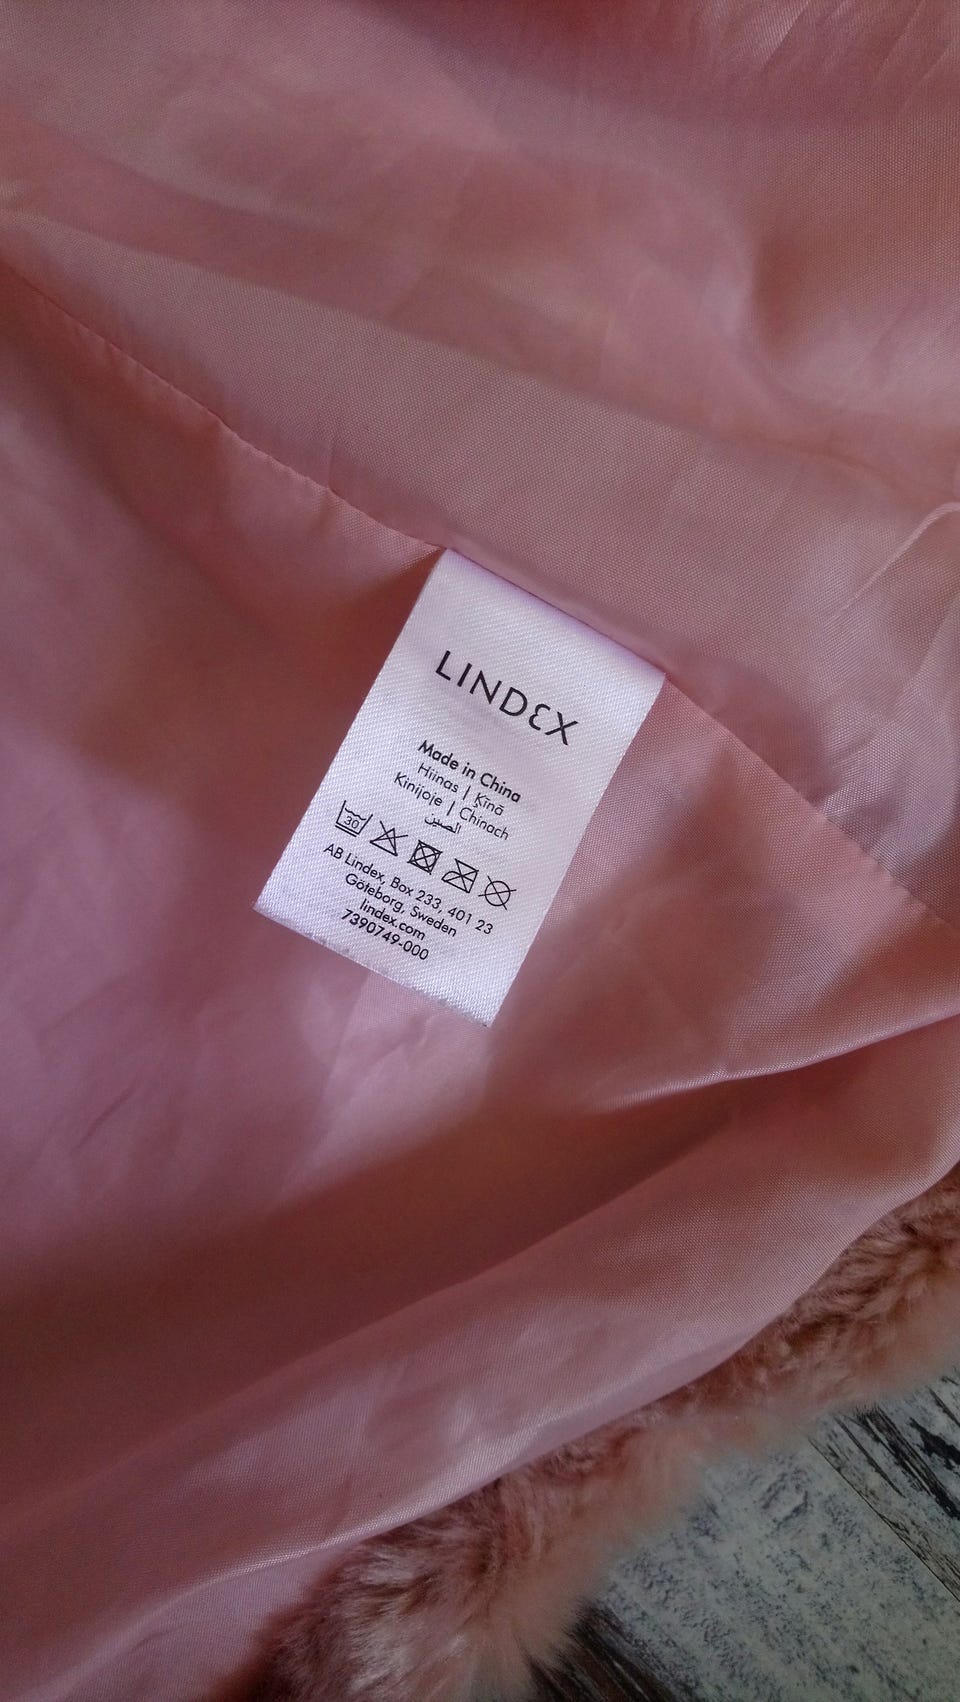 LINDEX
Made in China
Hiinas | Ķīnā
Kinijoje | Chinach
الصين
30
AB Lindex, Box 233, 401 23
Göteborg, Sweden
lindex.com
7390749-000